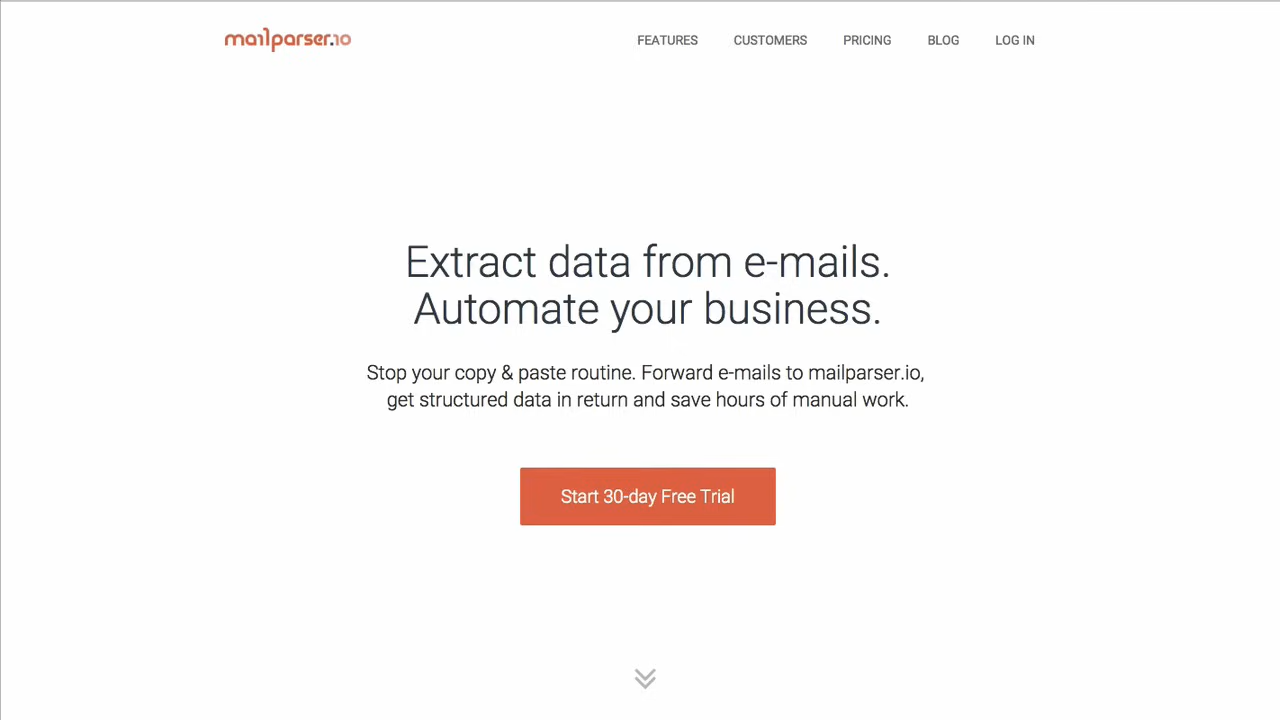 mailparser.io
FEATURES
CUSTOMERS
PRICING
BLOG
LOG IN
Extract data from e-mails.
Automate your business.
Stop your copy & paste routine. Forward e-mails to mailparser.io,
get structured data in return and save hours of manual work.
Start 30-day Free Trial